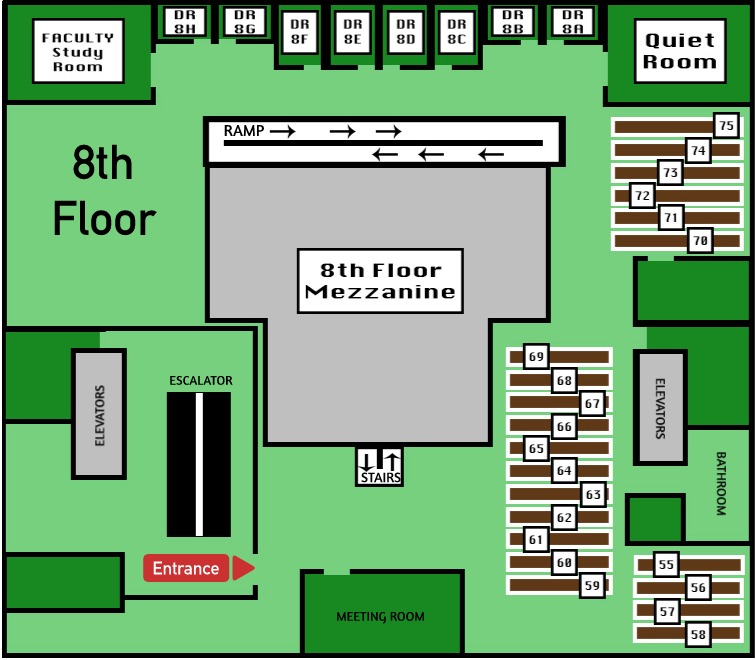 FACULTY
Study
Room
DR
8H
DR
8G
DR
8F
DR
8E
DR
8D
DR
8C
DR
8B
DR
8A
Quiet
Room
8th
Floor
RAMP
75
74
73
72
71
70
8th Floor
Mezzanine
ELEVATORS
ESCALATOR
Entrance
STAIRS
MEETING ROOM
69
68
67
66
65
64
63
62
61
60
59
ELEVATORS
BATHROOM
55
56
57
58